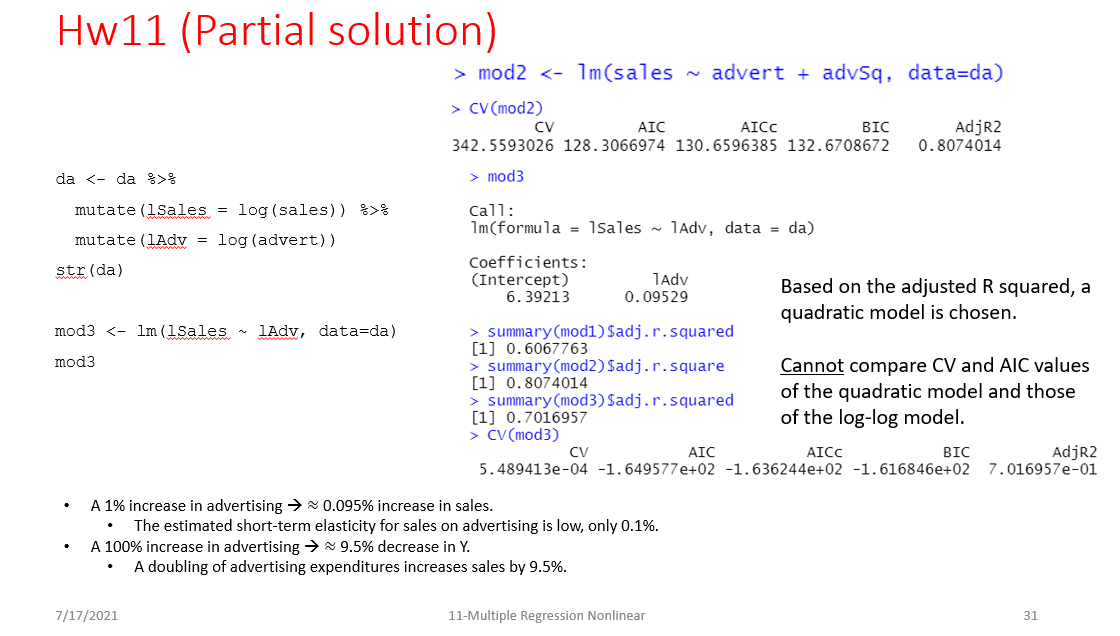 Hw11 (Partial solution)
> mod2 <- lm(sales ~ advert + advSq, data=da)
> CV(mod2)
CV AIC AICc BIC AdjR2
342.5593026 128.3066974 130.6596385 132.6708672 0.8074014
da <- da %>%
mutate(lSales = log(sales)) %>%
mutate(lAdv = log(advert))
str(da)
mod3 <- lm(lSales ~ lAdv, data=da)
mod3
> mod3
Call:
lm(formula = lSales ~ lAdv, data = da)
Coefficients:
(Intercept) lAdv
6.39213 0.09529
> summary(mod1)$adj.r.squared
[1] 0.6067763
> summary(mod2)$adj.r.square
[1] 0.8074014
> summary(mod3)$adj.r.squared
[1] 0.7016957
> CV(mod3)
CV AIC AICc BIC AdjR2
5.489413e-04 -1.649577e+02 -1.636244e+02 -1.616846e+02 7.016957e-01
Based on the adjusted R squared, a
quadratic model is chosen.
Cannot compare CV and AIC values
of the quadratic model and those
of the log-log model.
• A 1% increase in advertising → ≈ 0.095% increase in sales.
• The estimated short-term elasticity for sales on advertising is low, only 0.1%.
• A 100% increase in advertising → ≈ 9.5% decrease in Y.
• A doubling of advertising expenditures increases sales by 9.5%.
7/17/2021
11-Multiple Regression Nonlinear
31